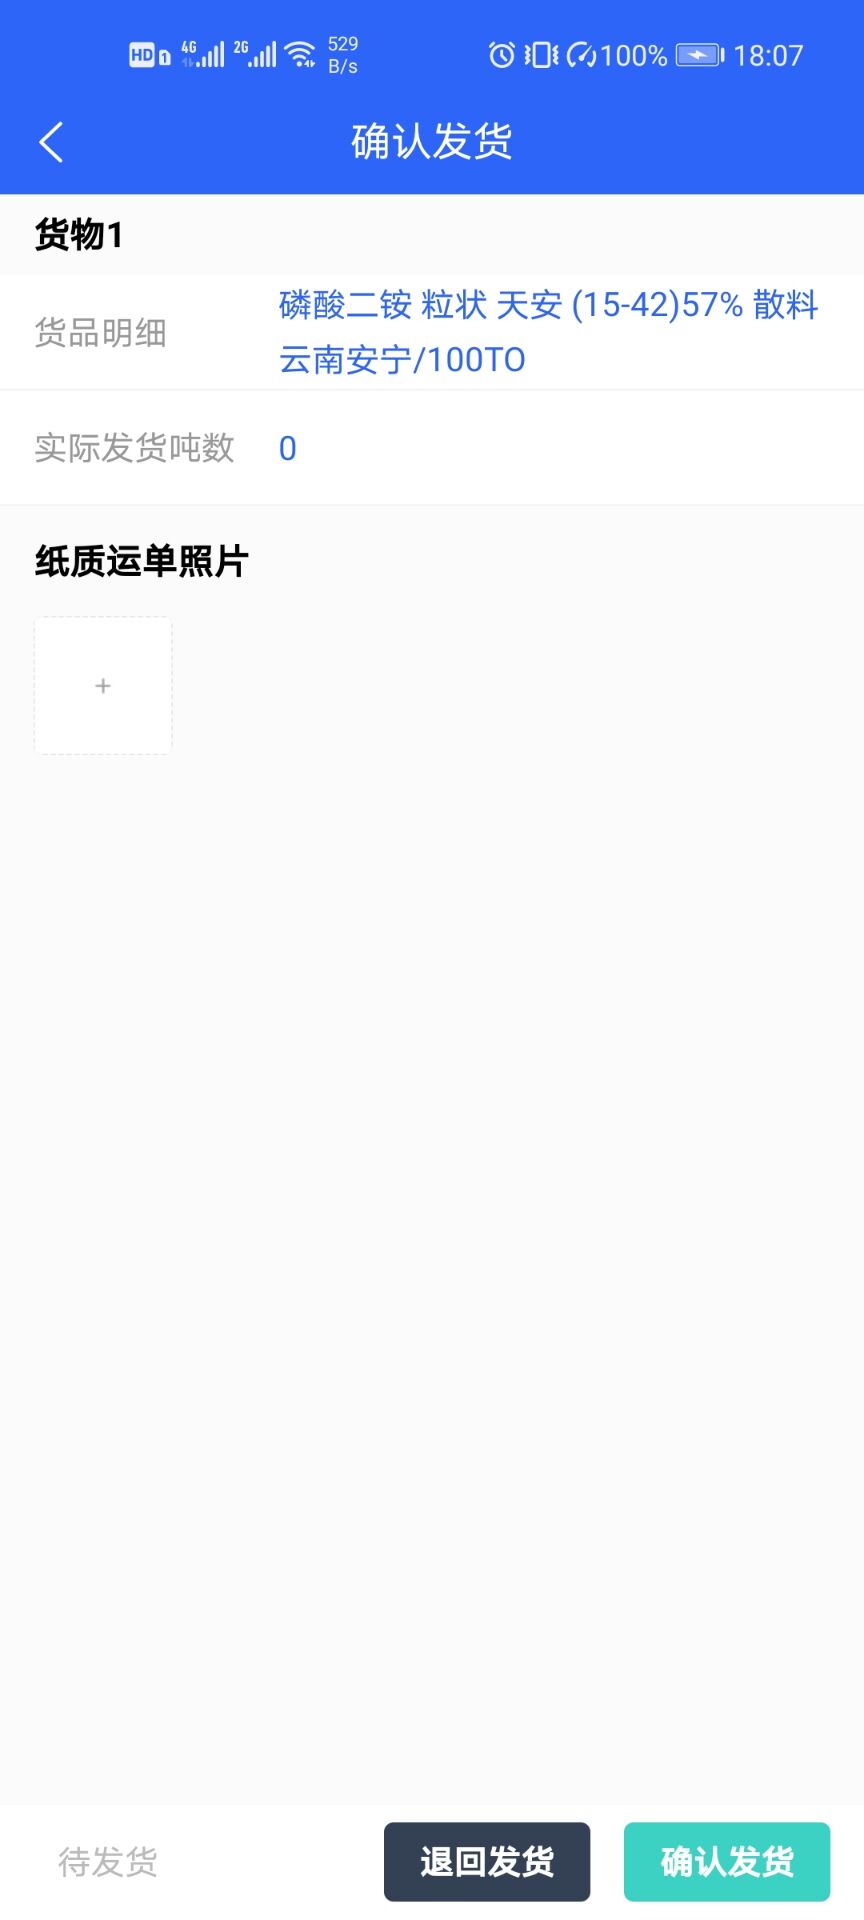 HD 1 4G 2G 529 B/s 100% 18:07
确认发货
货物1
货品明细
磷酸二铵 粒状 天安 (15-42)57% 散料
云南安宁/100TO
实际发货吨数 0
纸质运单照片
+
待发货 退回发货 确认发货